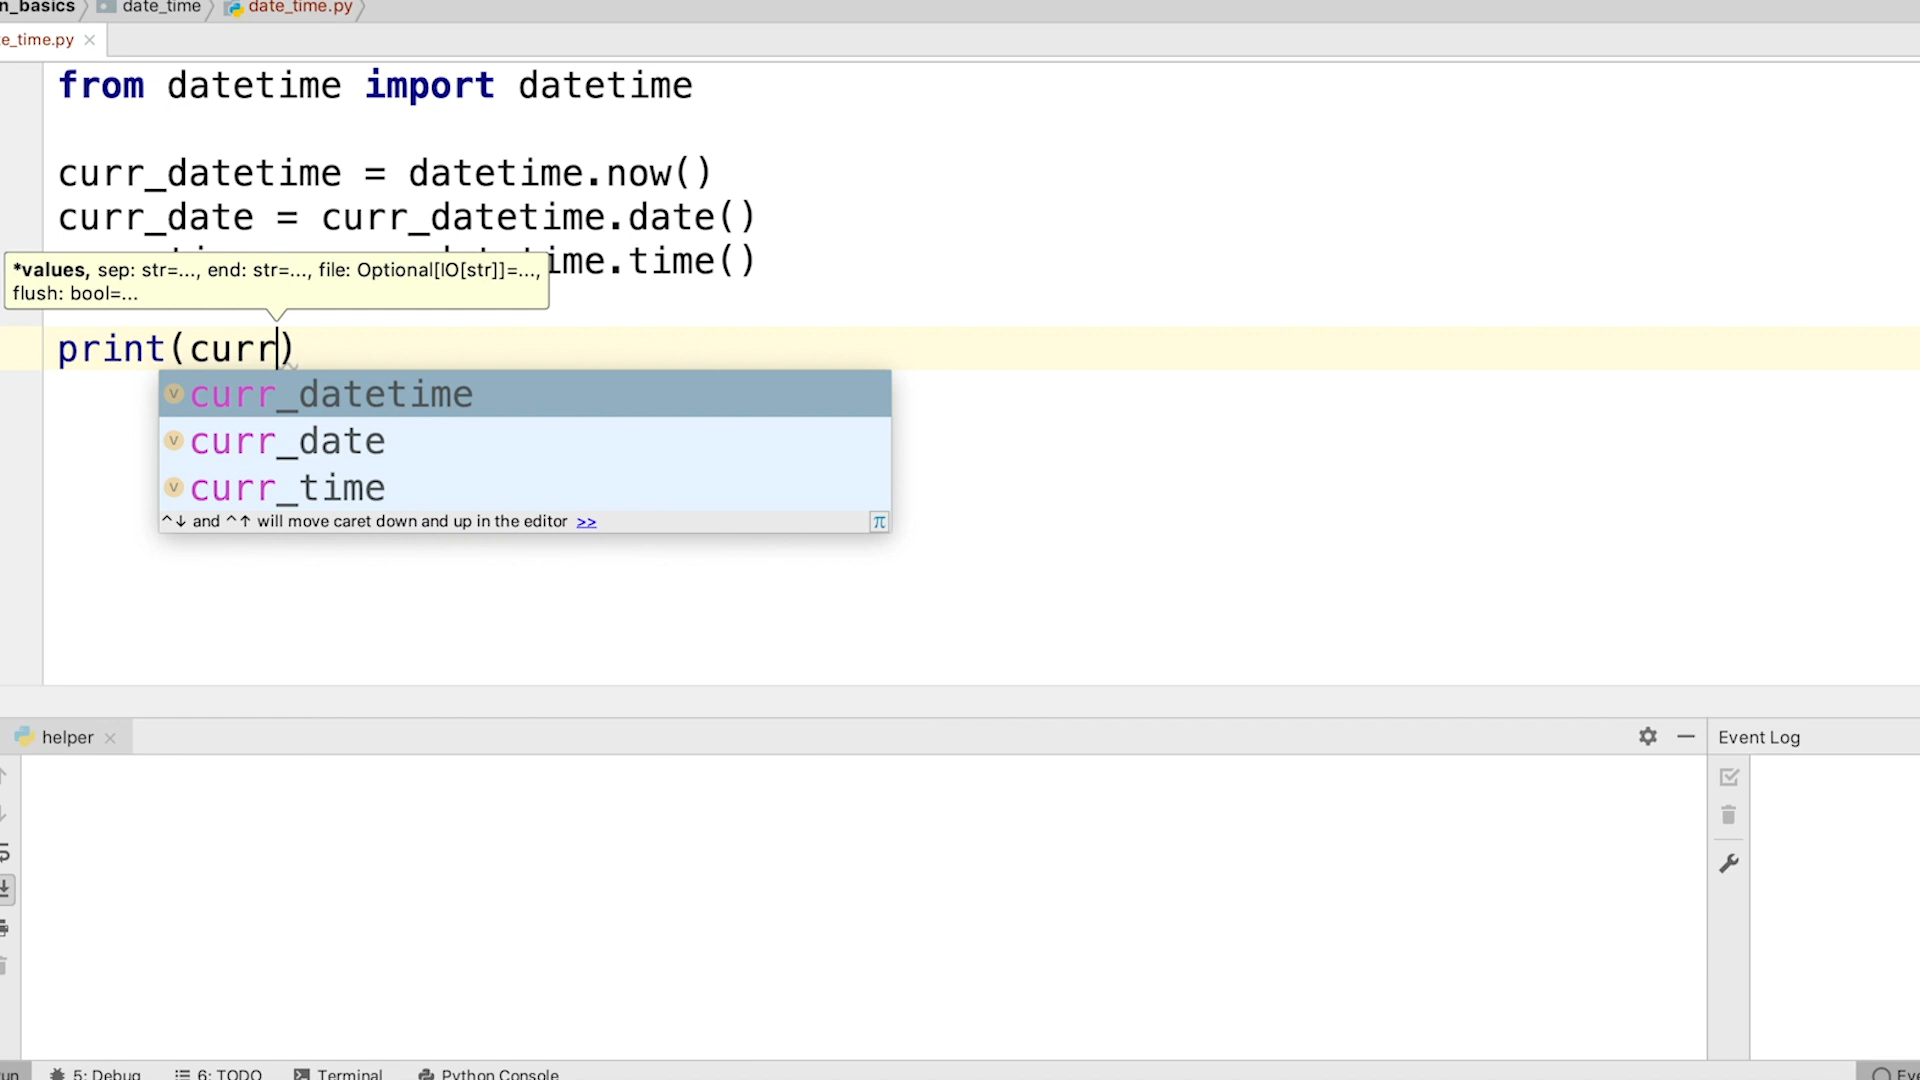 n_basics date_time date_time.py
e_time.py
from datetime import datetime
curr_datetime = datetime.now()
curr_date = curr_datetime.date()
ime.time()
*values, sep: str=..., end: str=..., file: Optional[IO[str]]=...,
flush: bool=...
print(curr)
v curr_datetime
v curr_date
v curr_time
^↓ and ^↑ will move caret down and up in the editor >> π
helper Event Log
un 5: Debug 6: TODO Terminal Python Console Eve